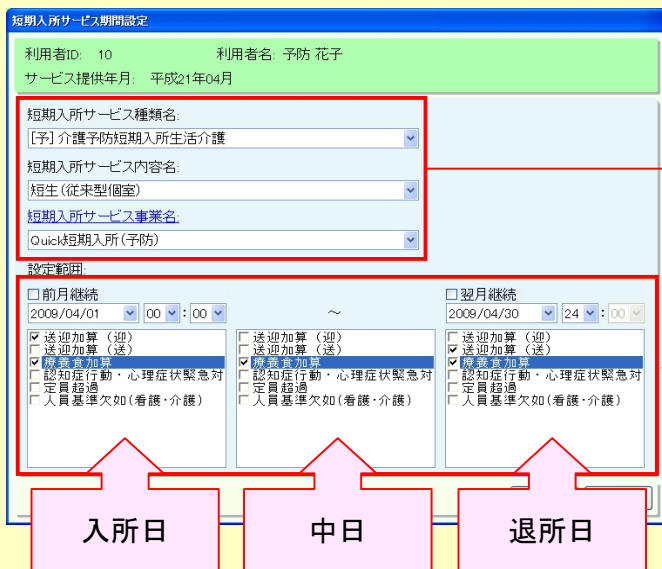 短期入所サービス期間設定
利用者ID: 10 利用者名: 予防 花子
サービス提供年月: 平成21年04月
短期入所サービス種類名:
[予] 介護予防短期入所生活介護
短期入所サービス内容名:
短生(従来型個室)
短期入所サービス事業名:
Quick短期入所(予防)
設定範囲:
前月継続 翌月継続
2009/04/01 00 : 00 ～ 2009/04/30 24 : 00
送迎加算 (迎)
送迎加算 (送)
療養食加算
認知症行動・心理症状緊急対
定員超過
人員基準欠如(看護・介護)
送迎加算 (迎)
送迎加算 (送)
療養食加算
認知症行動・心理症状緊急対
定員超過
人員基準欠如(看護・介護)
送迎加算 (迎)
送迎加算 (送)
療養食加算
認知症行動・心理症状緊急対
定員超過
人員基準欠如(看護・介護)
入所日 中日 退所日